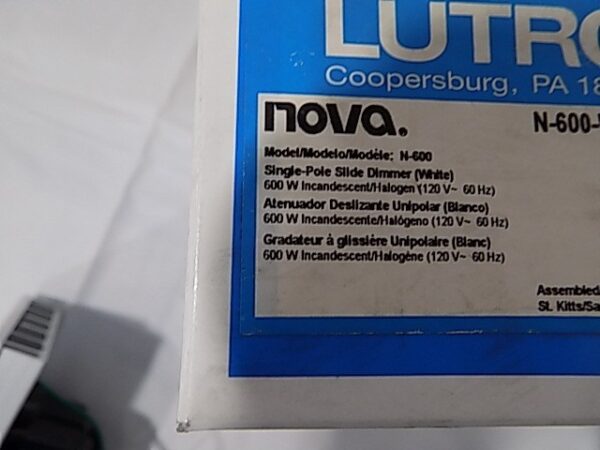 LUTRO
Coopersburg, PA 18
nova.
N-600-
Model/Modelo/Modèle: N-600
Single-Pole Slide Dimmer (White)
600 W Incandescent/Halogen (120 V~ 60 Hz)
Atenuador Deslizante Unipolar (Blanco)
600 W Incandescente/Halógeno (120 V~ 60 Hz)
Gradateur à glissière Unipolaire (Blanc)
600 W Incandescent/Halogène (120 V~ 60 Hz)
Assembled
St. Kitts/Sa